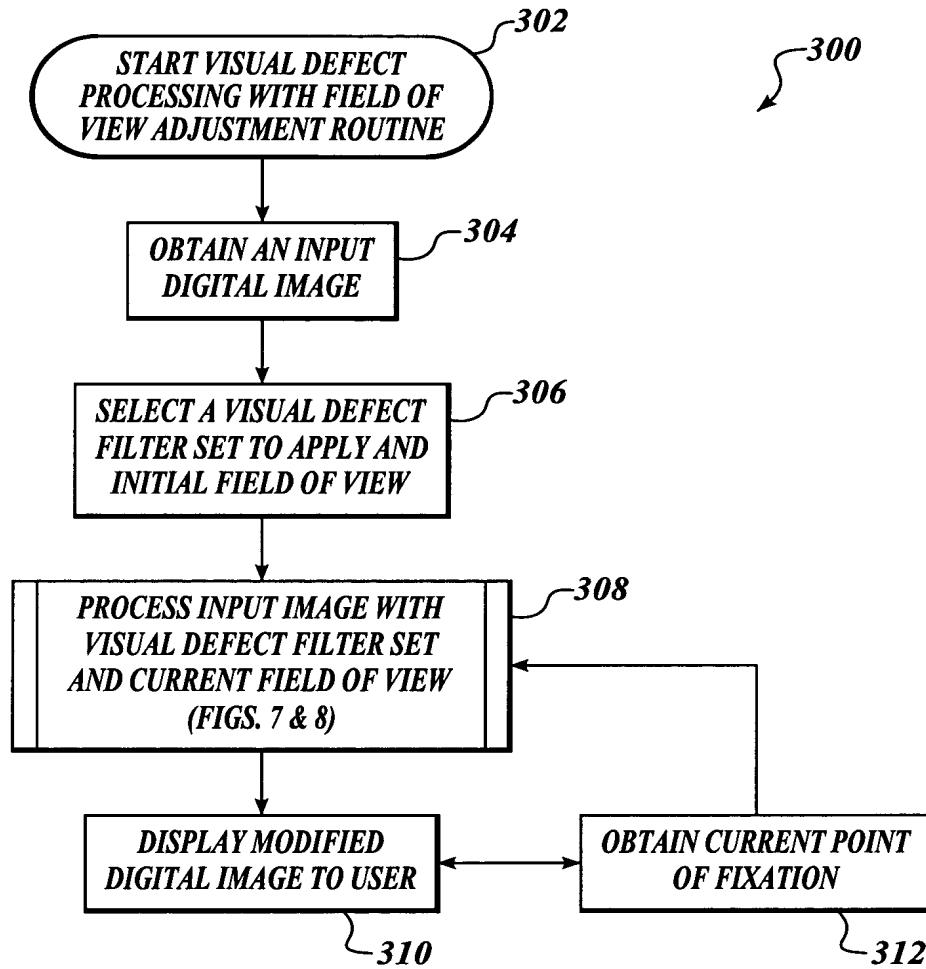 302
START VISUAL DEFECT
PROCESSING WITH FIELD OF
VIEW ADJUSTMENT ROUTINE
300
304
OBTAIN AN INPUT
DIGITAL IMAGE
306
SELECT A VISUAL DEFECT
FILTER SET TO APPLY AND
INITIAL FIELD OF VIEW
308
PROCESS INPUT IMAGE WITH
VISUAL DEFECT FILTER SET
AND CURRENT FIELD OF VIEW
(FIGS. 7 & 8)
DISPLAY MODIFIED
DIGITAL IMAGE TO USER
310
OBTAIN CURRENT POINT
OF FIXATION
312